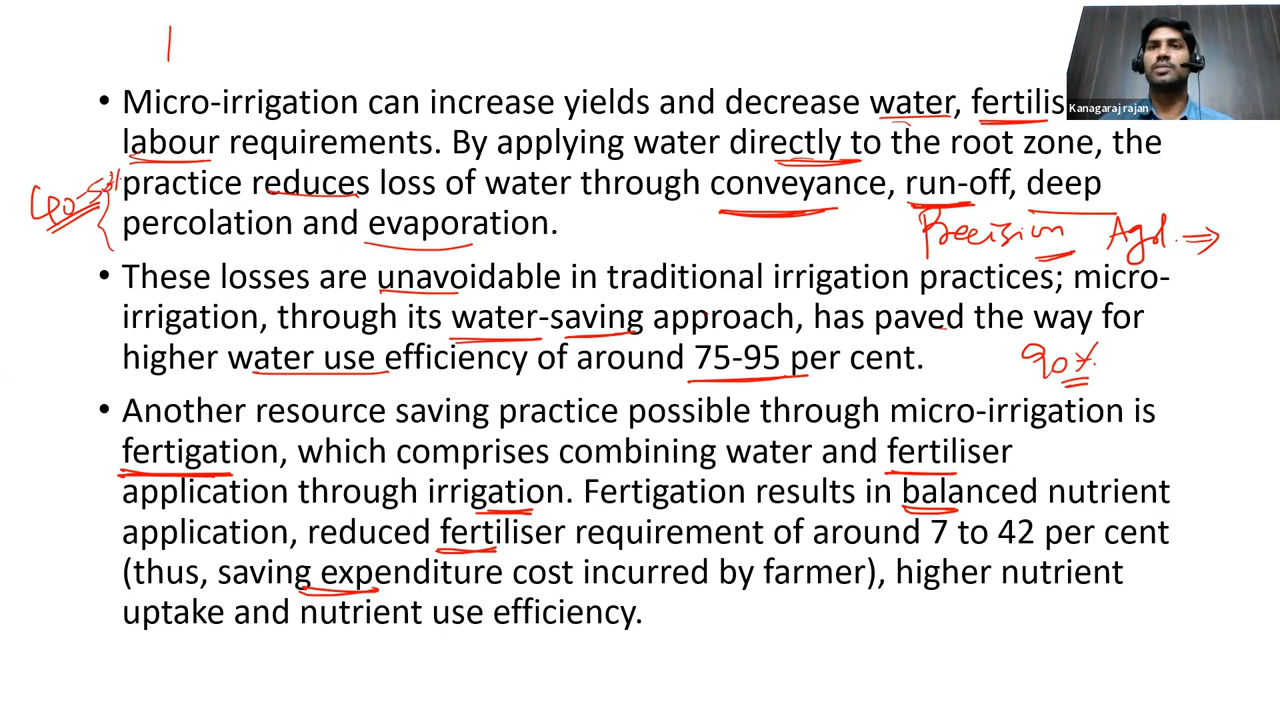 • Micro-irrigation can increase yields and decrease water, fertilis
Kanagaraj rajan
labour requirements. By applying water directly to the root zone, the
practice reduces loss of water through conveyance, run-off, deep
percolation and evaporation.
Precision Agl. ⇒
• These losses are unavoidable in traditional irrigation practices; micro-
irrigation, through its water-saving approach, has paved the way for
higher water use efficiency of around 75-95 per cent.
90%
• Another resource saving practice possible through micro-irrigation is
fertigation, which comprises combining water and fertiliser
application through irrigation. Fertigation results in balanced nutrient
application, reduced fertiliser requirement of around 7 to 42 per cent
(thus, saving expenditure cost incurred by farmer), higher nutrient
uptake and nutrient use efficiency.